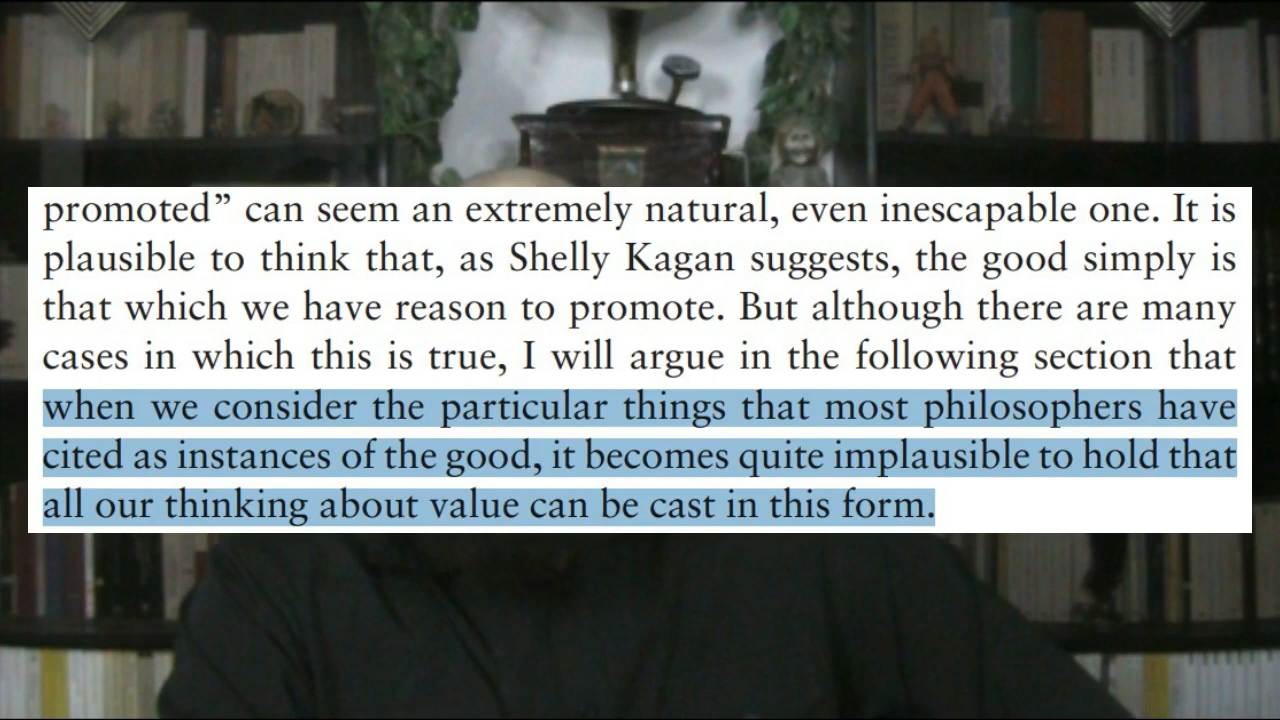 promoted” can seem an extremely natural, even inescapable one. It is
plausible to think that, as Shelly Kagan suggests, the good simply is
that which we have reason to promote. But although there are many
cases in which this is true, I will argue in the following section that
when we consider the particular things that most philosophers have
cited as instances of the good, it becomes quite implausible to hold that
all our thinking about value can be cast in this form.